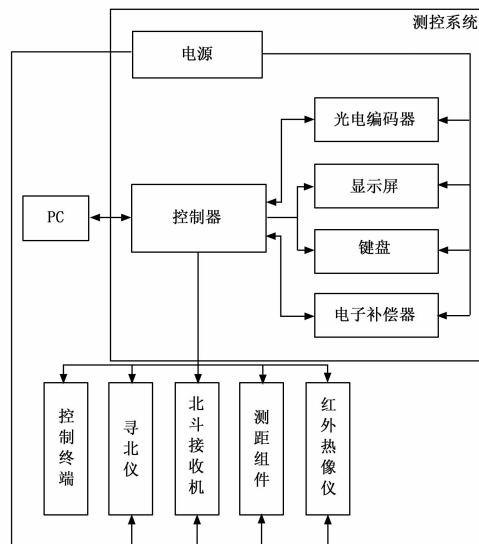 测控系统
电源
光电编码器
显示屏
PC
控制器
键盘
电子补偿器
控制终端
寻北仪
北斗接收机
测距组件
红外热像仪